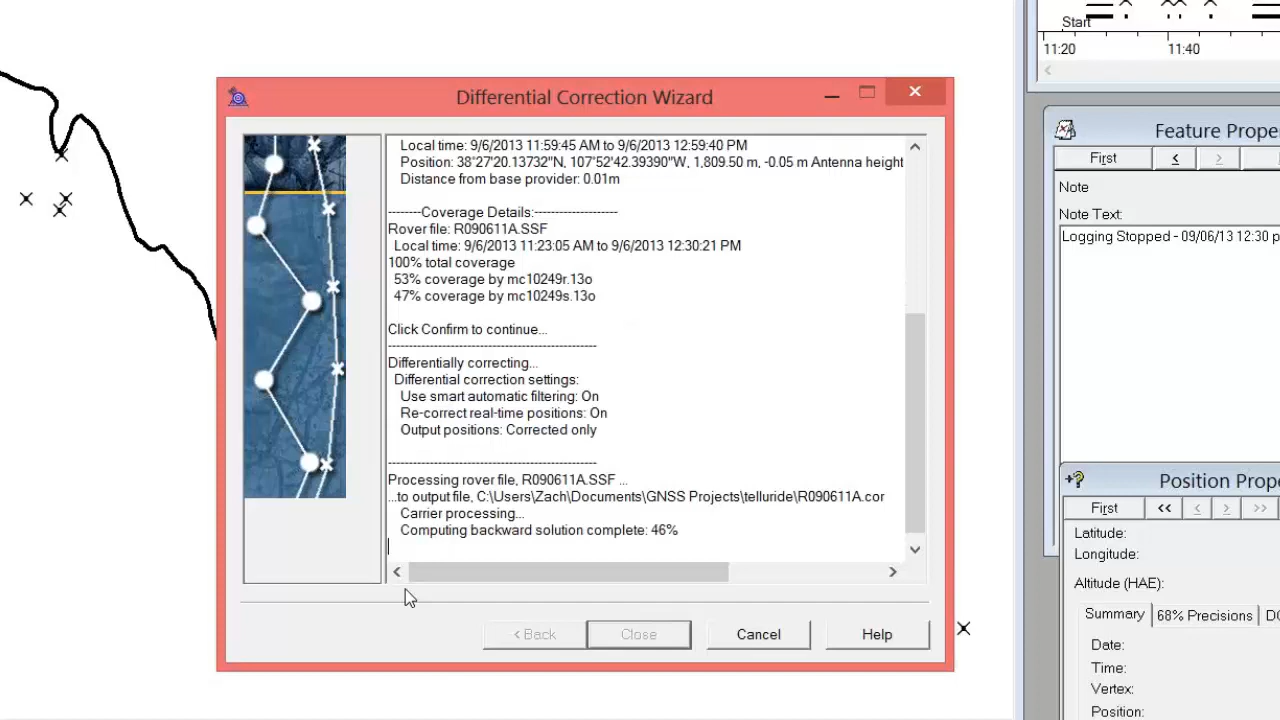 Start
11:20
11:40
Differential Correction Wizard
Local time: 9/6/2013 11:59:45 AM to 9/6/2013 12:59:40 PM
Position: 38°27'20.13732"N, 107°52'42.39390"W, 1,809.50 m, -0.05 m Antenna height
Distance from base provider: 0.01m
--------Coverage Details:--------------------
Rover file: R090611A.SSF
Local time: 9/6/2013 11:23:05 AM to 9/6/2013 12:30:21 PM
100% total coverage
53% coverage by mc10249r.13o
47% coverage by mc10249s.13o
Click Confirm to continue...
--------------------------------------------------
Differentially correcting...
Differential correction settings:
Use smart automatic filtering: On
Re-correct real-time positions: On
Output positions: Corrected only
--------------------------------------------------
Processing rover file, R090611A.SSF ...
...to output file, C:\Users\Zach\Documents\GNSS Projects\telluride\R090611A.cor
Carrier processing...
Computing backward solution complete: 46%
< Back
Close
Cancel
Help
Feature Prope
First
<
>
Note
Note Text:
Logging Stopped - 09/06/13 12:30 p
Position Prope
First
<<
<
>
>>
Latitude:
Longitude:
Altitude (HAE):
Summary
68% Precisions
DO
Date:
Time:
Vertex:
Position: